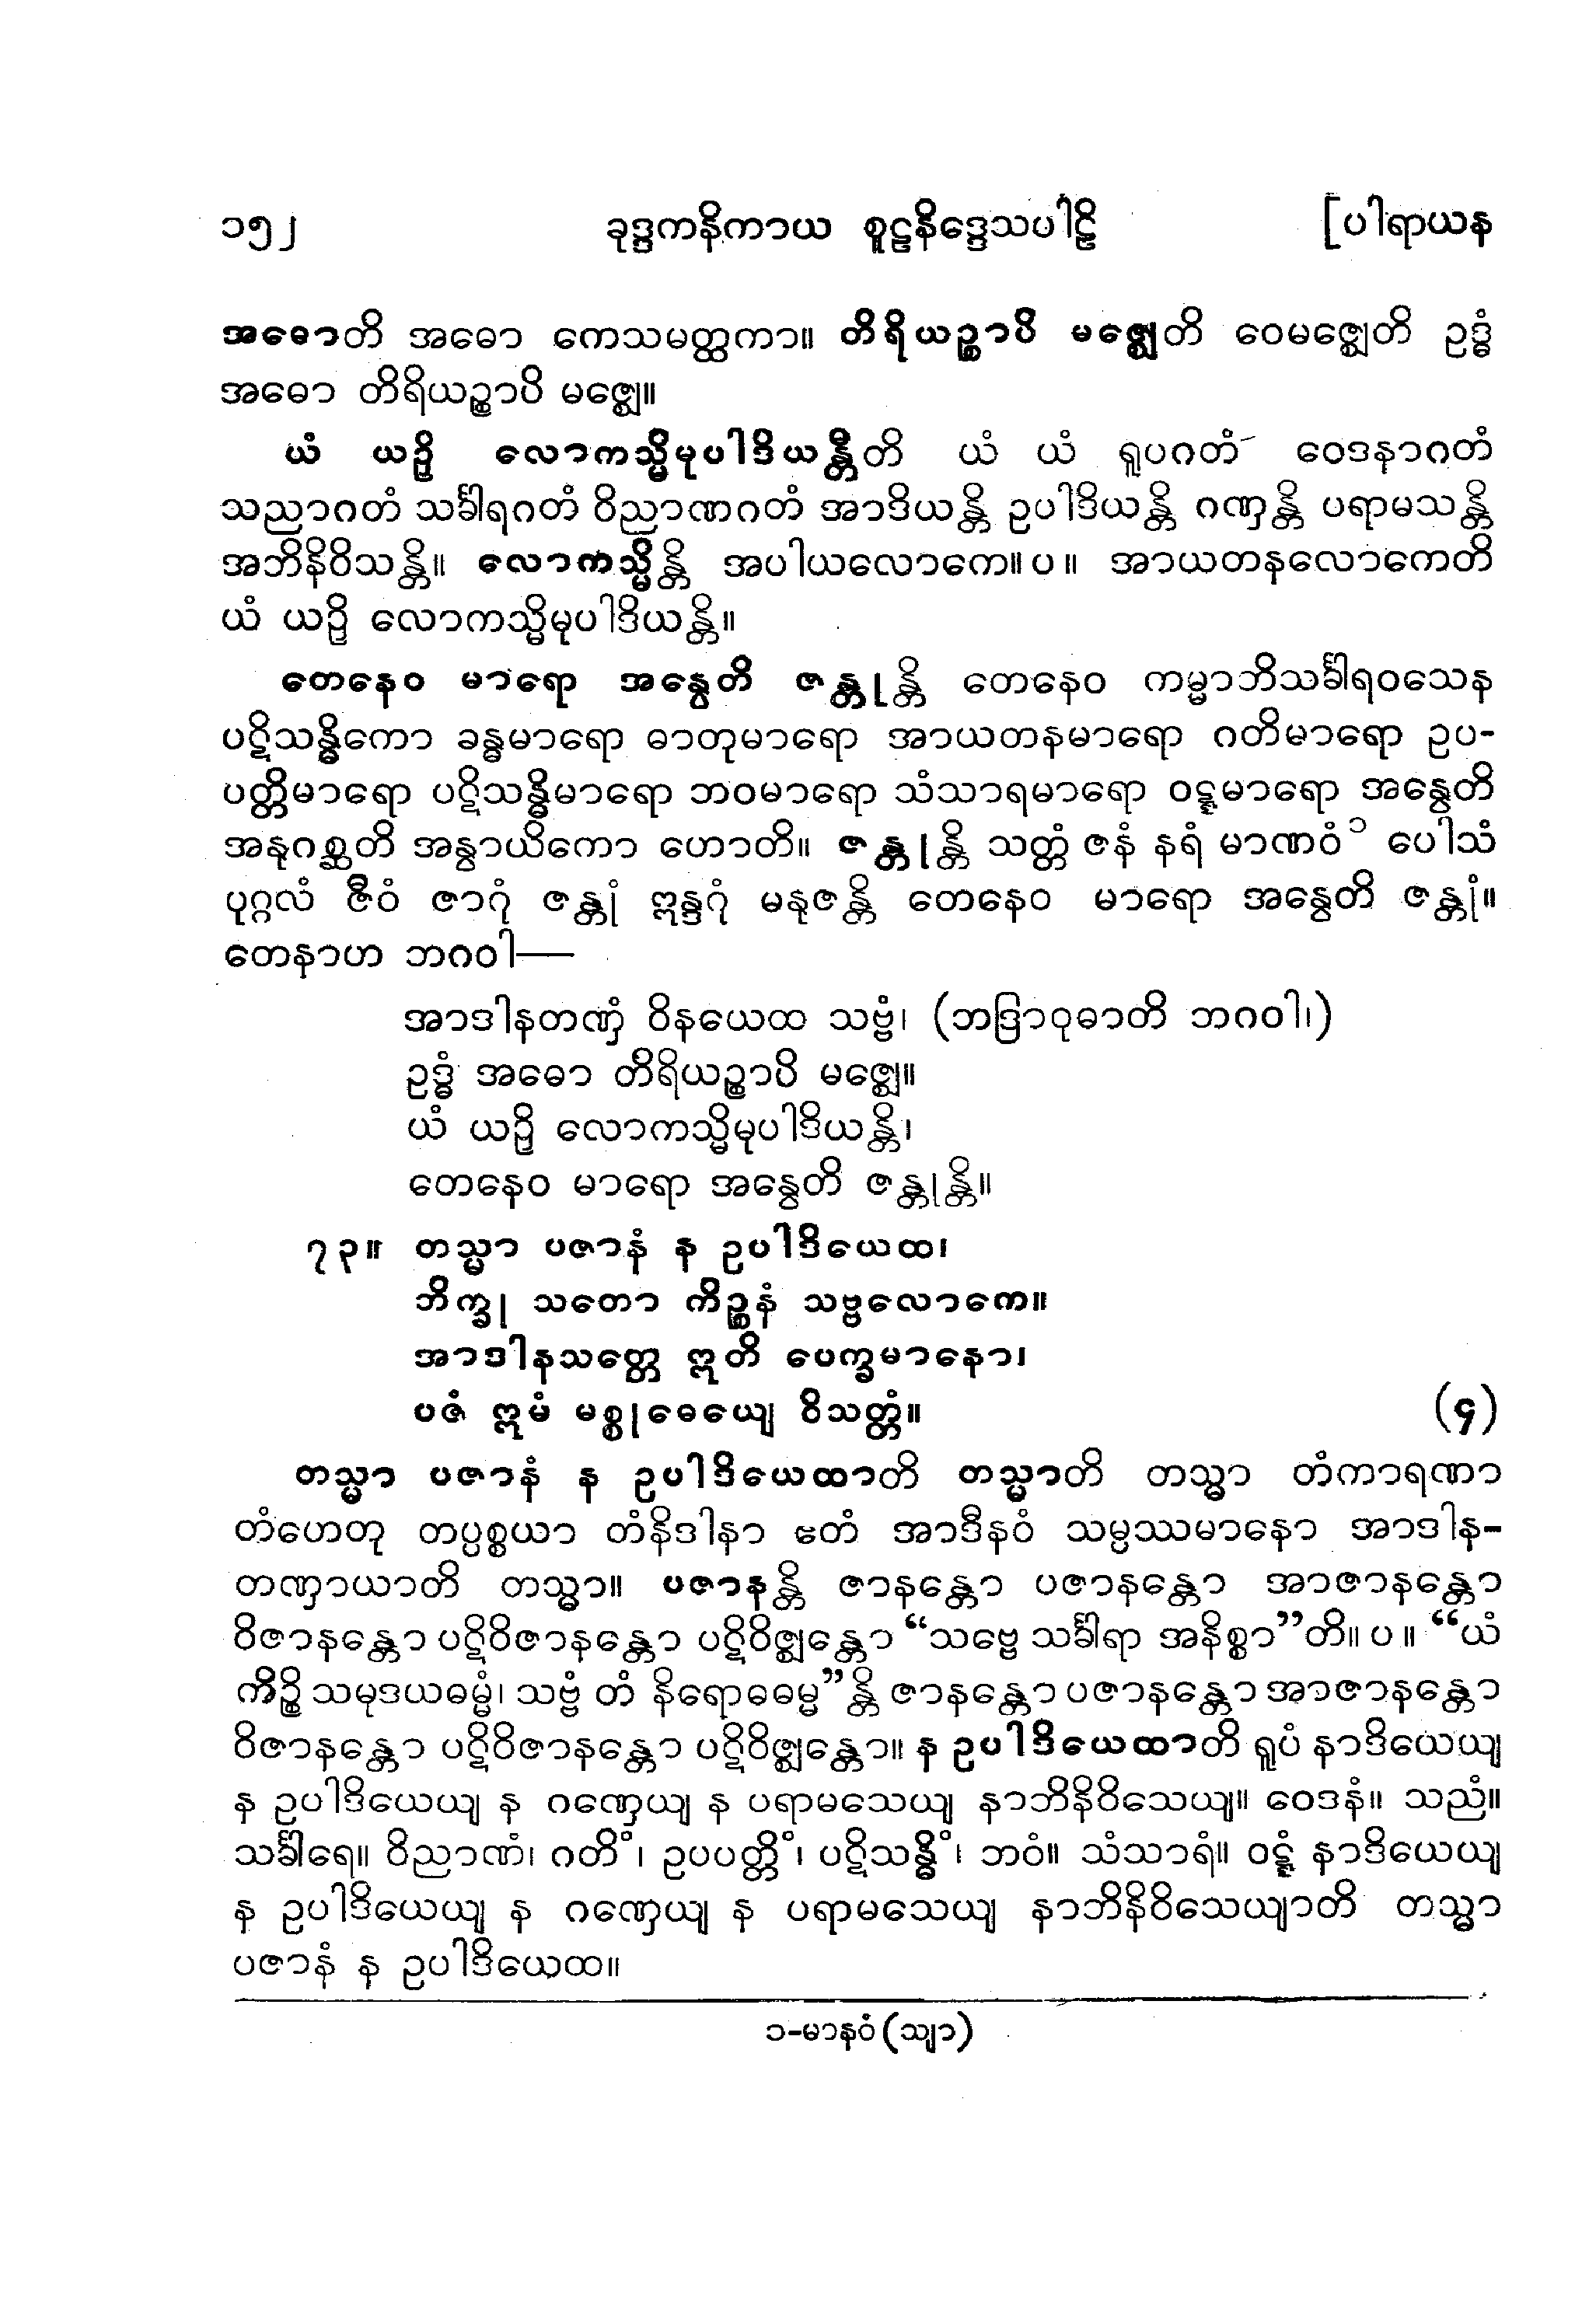 ၁၅၂ ခုဒ္ဒကနိကာယ စူဠနိဒ္ဒေသပါဠိ [ပါရာယန
အဓောတိ အဓော ကေသမတ္ထကာ။ တိရိယဉ္စာပိ မဇ္ဈေတိ ဝေမဇ္ဈေတိ ဥဒ္ဓံ
အဓော တိရိယဉ္စာပိ မဇ္ဈေ။
ယံ ယဉှိ လောကသ္မိမုပါဒိယန္တီတိ ယံ ယံ ရူပဂတံ ဝေဒနာဂတံ
သညာဂတံ သင်္ခါရဂတံ ဝိညာဏဂတံ အာဒိယန္တိ ဥပါဒိယန္တိ ဂဏှန္တိ ပရာမသန္တိ
အဘိနိဝိသန္တိ။ လောကသ္မိန္တိ အပါယလောကေ။ပ။ အာယတနလောကေတိ
ယံ ယဉှိ လောကသ္မိမုပါဒိယန္တိ။
တေနေဝ မာရော အနွေတိ ဇန္တုန္တိ တေနေဝ ကမ္မာဘိသင်္ခါရဝသေန
ပဋိသန္ဓိကော ခန္ဓမာရော ဓာတုမာရော အာယတနမာရော ဂတိမာရော ဥပ-
ပတ္တိမာရော ပဋိသန္ဓိမာရော ဘဝမာရော သံသာရမာရော ဝဋ္ဋမာရော အနွေတိ
အနုဂစ္ဆတိ အနွာယိကော ဟောတိ။ ဇန္တုန္တိ သတ္တံ ဇနံ နရံ မာဏဝံ၁ ပေါသံ
ပုဂ္ဂလံ ဇီဝံ ဇာဂုံ ဇန္တုံ ဣန္ဒဂုံ မနုဇန္တိ တေနေဝ မာရော အနွေတိ ဇန္တုံ။
တေနာဟ ဘဂဝါ—
အာဒါနတဏှံ ဝိနယေထ သဗ္ဗံ၊ (ဘဒြာဝုဓာတိ ဘဂဝါ၊)
ဥဒ္ဓံ အဓော တိရိယဉ္စာပိ မဇ္ဈေ။
ယံ ယဉှိ လောကသ္မိမုပါဒိယန္တိ၊
တေနေဝ မာရော အနွေတိ ဇန္တုန္တိ။
၇၃။ တသ္မာ ပဇာနံ န ဥပါဒိယေထ၊
ဘိက္ခု သတော ကိဉ္စနံ သဗ္ဗလောကေ။
အာဒါနသတ္တေ ဣတိ ပေက္ခမာနော၊
ပဇံ ဣမံ မစ္စုဓေယျေ ဝိသတ္တံ။ (၄)
တသ္မာ ပဇာနံ န ဥပါဒိယေထာတိ တသ္မာတိ တသ္မာ တံကာရဏာ
တံဟေတု တပ္ပစ္စယာ တံနိဒါနာ ဧတံ အာဒီနဝံ သမ္ပဿမာနော အာဒါန-
တဏှာယာတိ တသ္မာ။ ပဇာနန္တိ ဇာနန္တော ပဇာနန္တော အာဇာနန္တော
ဝိဇာနန္တော ပဋိဝိဇာနန္တော ပဋိဝိဇ္ဈန္တော “သဗ္ဗေ သင်္ခါရာ အနိစ္စာ”တိ။ပ။ “ယံ
ကိဉ္စိ သမုဒယဓမ္မံ၊ သဗ္ဗံ တံ နိရောဓဓမ္မ”န္တိ ဇာနန္တော ပဇာနန္တော အာဇာနန္တော
ဝိဇာနန္တော ပဋိဝိဇာနန္တော ပဋိဝိဇ္ဈန္တော။ န ဥပါဒိယေထာတိ ရူပံ နာဒိယေယျ
န ဥပါဒိယေယျ န ဂဏှေယျ န ပရာမသေယျ နာဘိနိဝိသေယျ။ ဝေဒနံ။ သညံ။
သင်္ခါရေ။ ဝိညာဏံ၊ ဂတိံ၊ ဥပပတ္တိံ၊ ပဋိသန္ဓိံ၊ ဘဝံ။ သံသာရံ။ ဝဋ္ဋံ နာဒိယေယျ
န ဥပါဒိယေယျ န ဂဏှေယျ န ပရာမသေယျ နာဘိနိဝိသေယျာတိ တသ္မာ
ပဇာနံ န ဥပါဒိယေထ။
၁-မာနဝံ (သျာ)